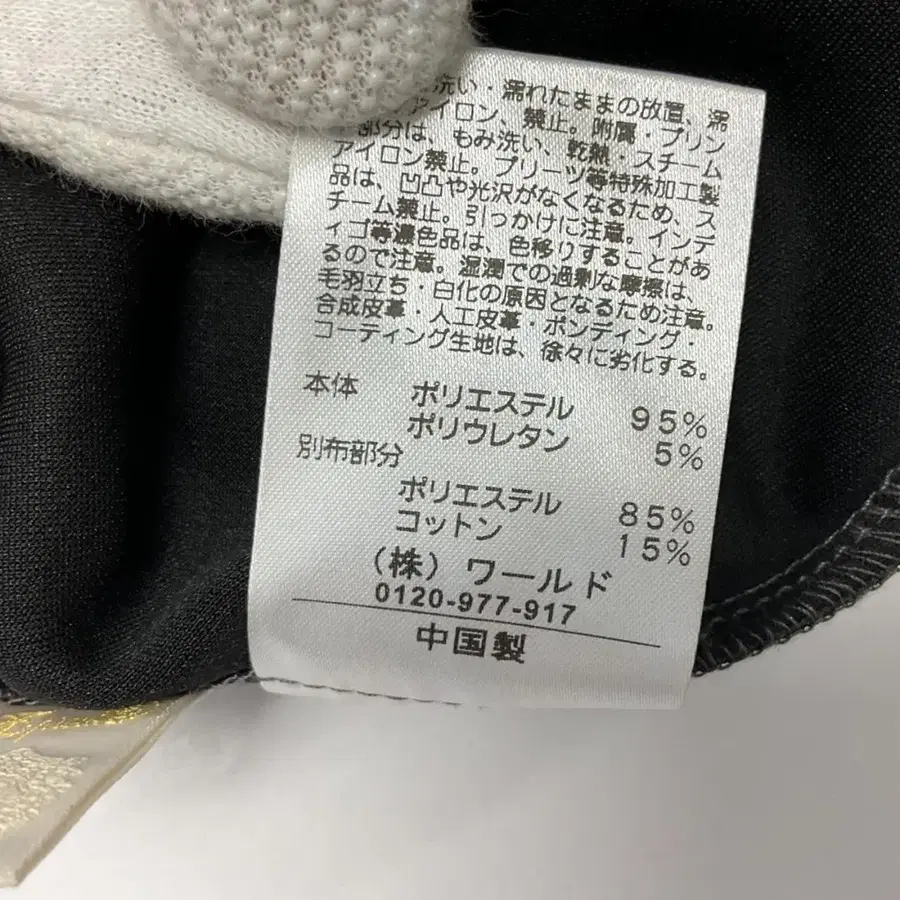 洗い・濡れたままの放置、濡
アイロン、禁止。附属・プリン
部分は、もみ洗い、乾熱・スチーム
アイロン禁止。プリーツ等特殊加工製
品は、凹凸や光沢がなくなるため、ス
チーム禁止。引っかけに注意。インデ
ィゴ等濃色品は、色移りすることがあ
るので注意。湿潤での過剰な摩擦は、
毛羽立ち・白化の原因となるため注意。
合成皮革・人工皮革・ボンディング・
コーティング生地は、徐々に劣化する。
本体 ポリエステル 95%
ポリウレタン 5%
別布部分
ポリエステル 85%
コットン 15%
(株)ワールド
0120-977-917
中国製